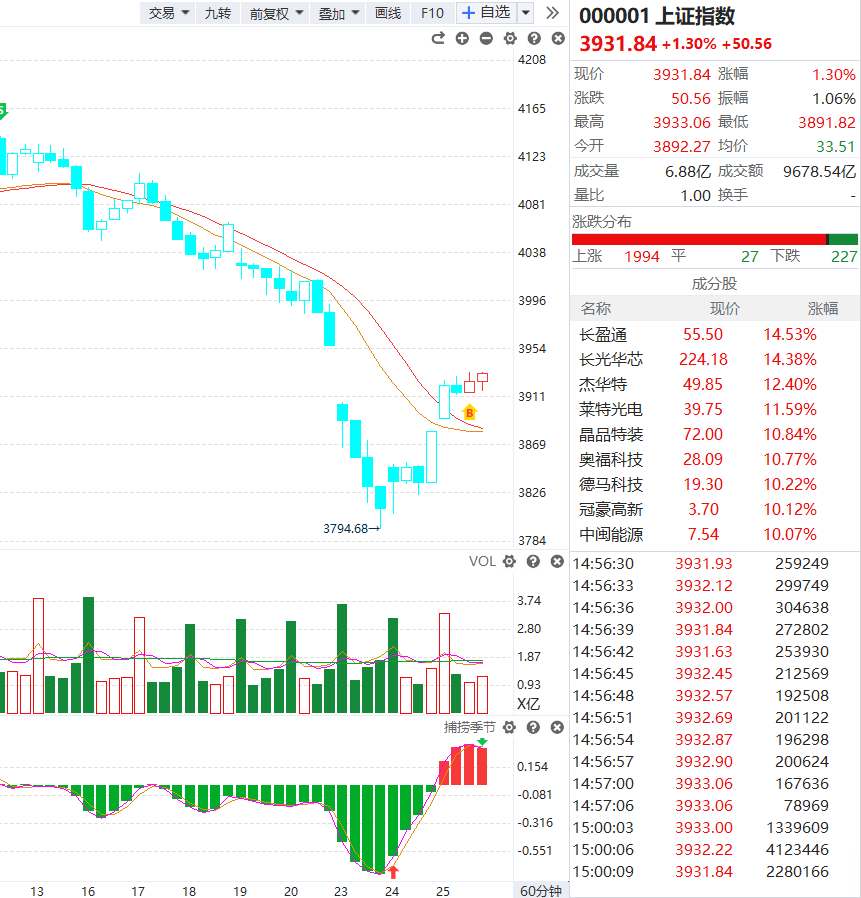 交易 九转 前复权 叠加 画线 F10 自选
4208
4165
4123
4081
4038
3996
3954
3911
3869
3826
3784
B
3794.68→
VOL
3.74
2.80
1.87
0.93
X亿
捕捞季节
0.154
-0.081
-0.316
-0.551
13 16 17 18 19 20 23 24 25 60分钟
000001 上证指数
3931.84 +1.30% +50.56
现价 3931.84 涨幅 1.30%
涨跌 50.56 振幅 1.06%
最高 3933.06 最低 3891.82
今开 3892.27 均价 33.51
成交量 6.88亿 成交额 9678.54亿
量比 1.00 换手 -
涨跌分布
上涨 1994 平 27 下跌 227
成分股
名称 现价 涨幅
长盈通 55.50 14.53%
长光华芯 224.18 14.38%
杰华特 49.85 12.40%
莱特光电 39.75 11.59%
晶品特装 72.00 10.84%
奥福科技 28.09 10.77%
德马科技 19.30 10.22%
冠豪高新 3.70 10.12%
中闽能源 7.54 10.07%
14:56:30 3931.93 259249
14:56:33 3932.12 299749
14:56:36 3932.00 304638
14:56:39 3931.84 272802
14:56:42 3931.63 253930
14:56:45 3932.45 212569
14:56:48 3932.57 192508
14:56:51 3932.69 201122
14:56:54 3932.87 196298
14:56:57 3932.90 200624
14:57:00 3933.06 167636
14:57:06 3933.06 78969
15:00:03 3933.00 1339609
15:00:06 3932.22 4123446
15:00:09 3931.84 2280166